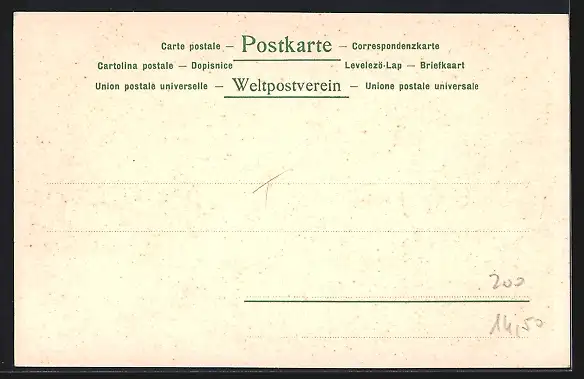 Carte postale — Postkarte — Correspondenzkarte
Cartolina postale — Dopisnice Levelező-Lap — Briefkaart
Union postale universelle — Weltpostverein — Unione postale universale
200
14,50